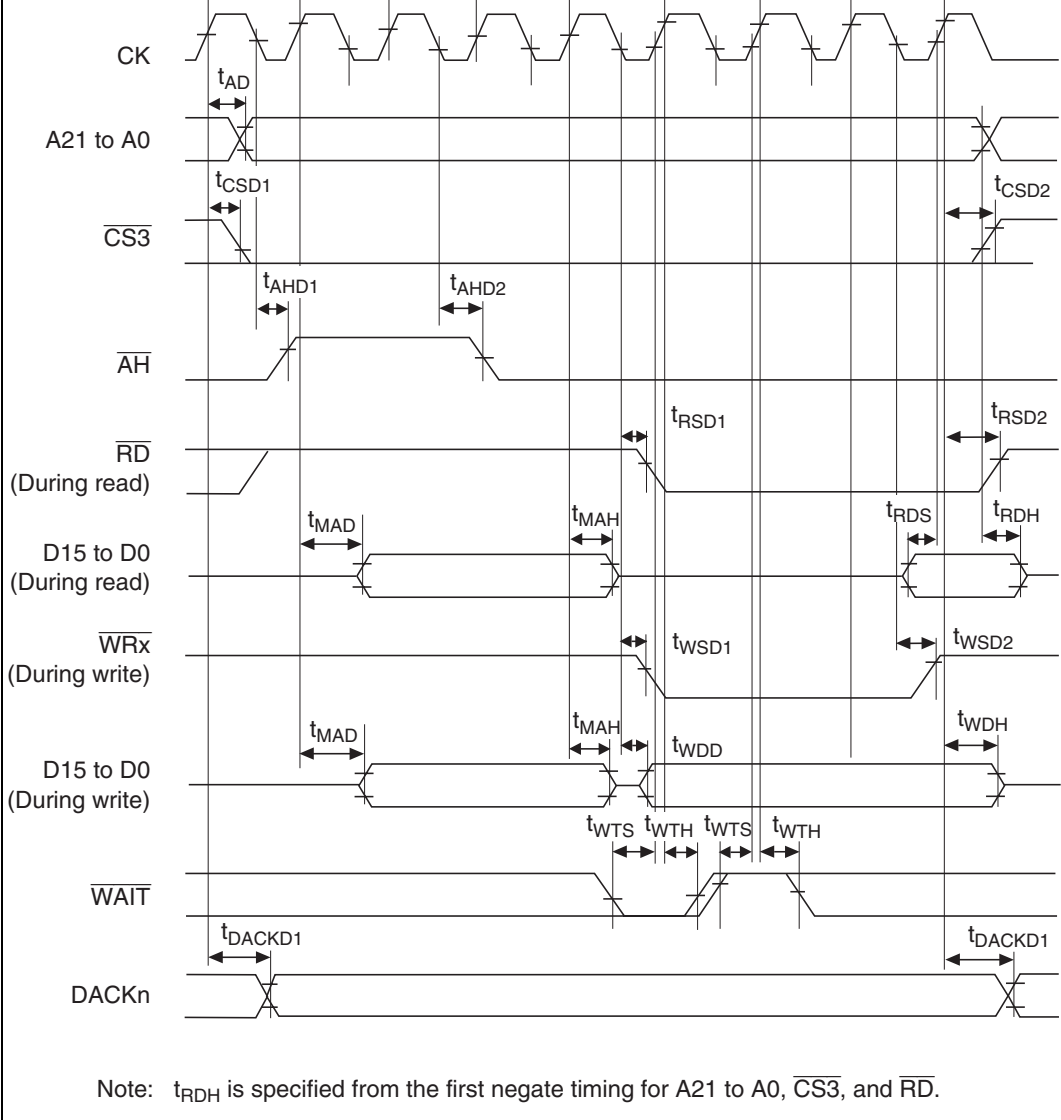 CK
tAD
A21 to A0
tCSD1 tCSD2
CS3
tAHD1 tAHD2
AH
tRSD1 tRSD2
RD
(During read)
tMAD tMAH tRDS tRDH
D15 to D0
(During read)
WRx
(During write)
tWSD1 tWSD2
tMAD tMAH tWDD tWDH
D15 to D0
(During write)
tWTS tWTH tWTS tWTH
WAIT
tDACKD1 tDACKD1
DACKn
Note: tRDH is specified from the first negate timing for A21 to A0, CS3, and RD.